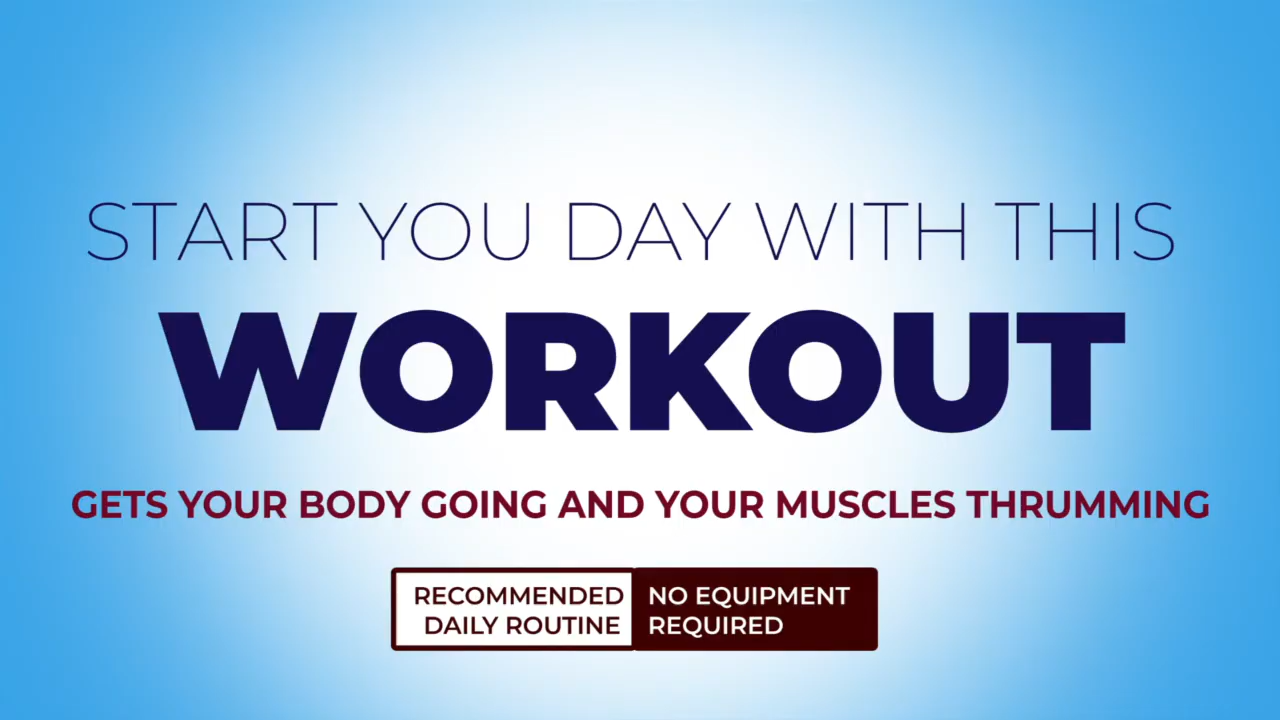 START YOU DAY WITH THIS
WORKOUT
GETS YOUR BODY GOING AND YOUR MUSCLES THRUMMING
RECOMMENDED
DAILY ROUTINE
NO EQUIPMENT
REQUIRED